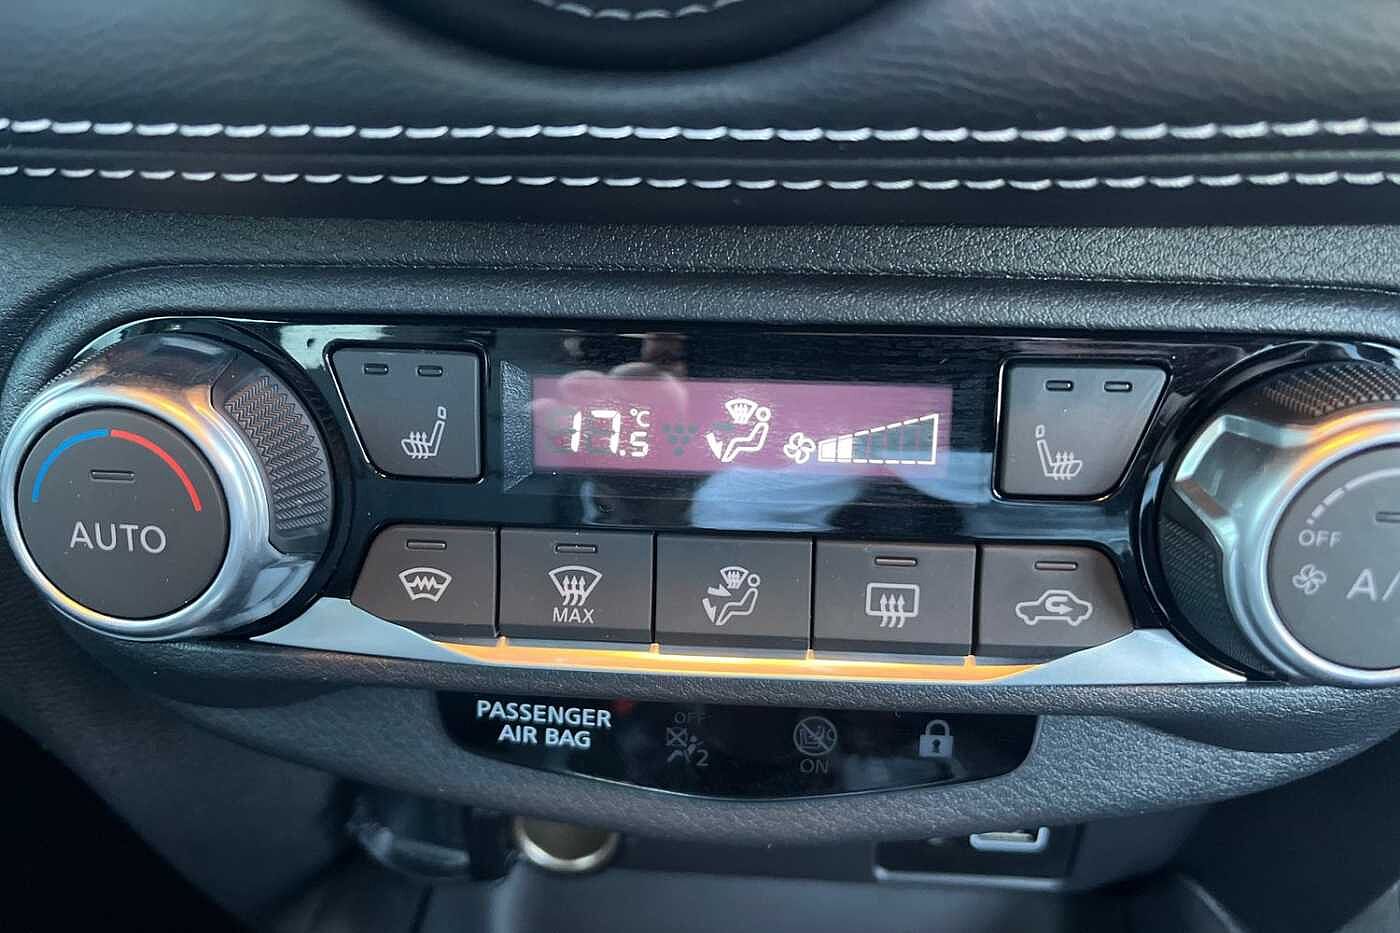 17.5 °C
AUTO
OFF
MAX
PASSENGER
AIR BAG
OFF
2
ON